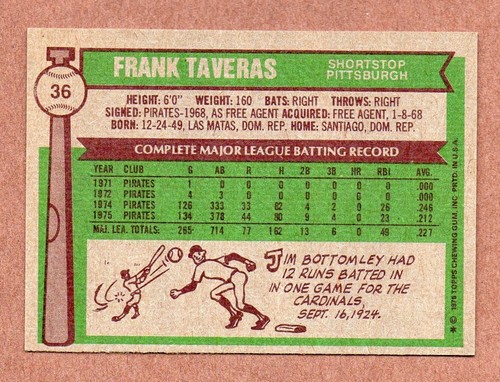 36
FRANK TAVERAS
SHORTSTOP
PITTSBURGH
HEIGHT: 6'0" WEIGHT: 160 BATS: RIGHT THROWS: RIGHT
SIGNED: PIRATES-1968, AS FREE AGENT ACQUIRED: FREE AGENT, 1-8-68
BORN: 12-24-49, LAS MATAS, DOM. REP. HOME: SANTIAGO, DOM. REP.
COMPLETE MAJOR LEAGUE BATTING RECORD
YEAR CLUB G AB R H 2B 3B HR RBI AVG.
1971 PIRATES 1 0 0 0 0 0 0 0 .000
1972 PIRATES 4 3 0 0 0 0 0 0 .000
1974 PIRATES 126 333 33 82 4 2 0 26 .246
1975 PIRATES 134 378 44 80 9 4 0 23 .212
MAJ. LEA. TOTALS: 265 714 77 162 13 6 0 49 .227
JIM BOTTOMLEY HAD
12 RUNS BATTED IN
IN ONE GAME FOR THE
CARDINALS,
SEPT. 16, 1924.
* © 1976 TOPPS CHEWING GUM, INC. PRTD. IN U.S.A.